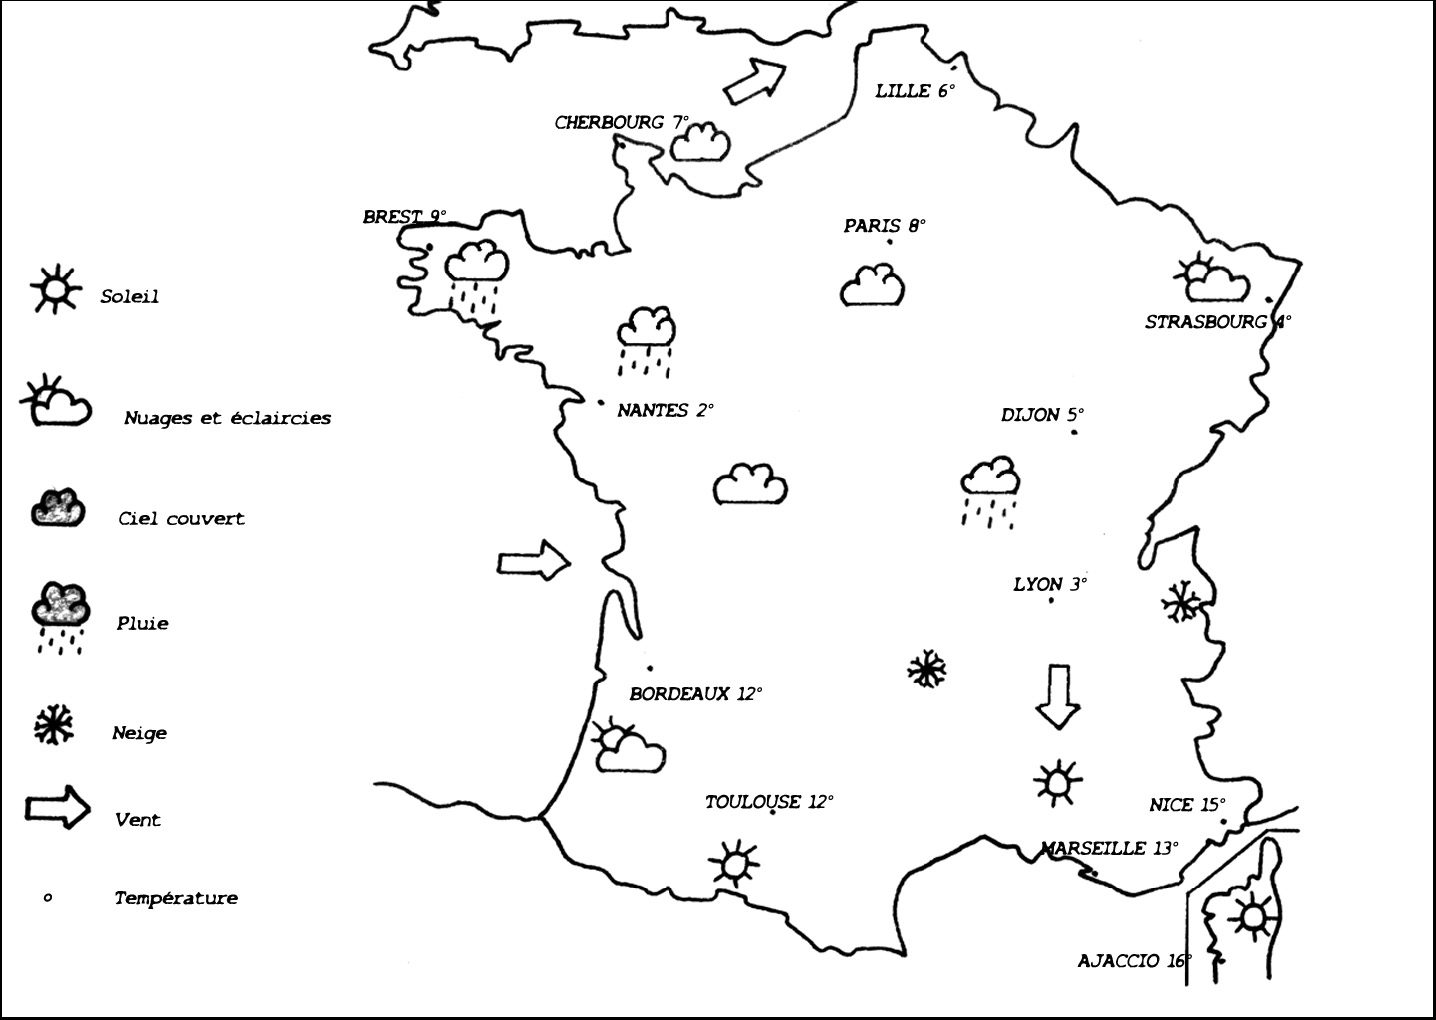 LILLE 6°
CHERBOURG 7°
BREST 9°
PARIS 8°
STRASBOURG 4°
NANTES 2°
DIJON 5°
LYON 3°
BORDEAUX 12°
TOULOUSE 12°
NICE 15°
MARSEILLE 13°
AJACCIO 16°
Soleil
Nuages et éclaircies
Ciel couvert
Pluie
Neige
Vent
° Température